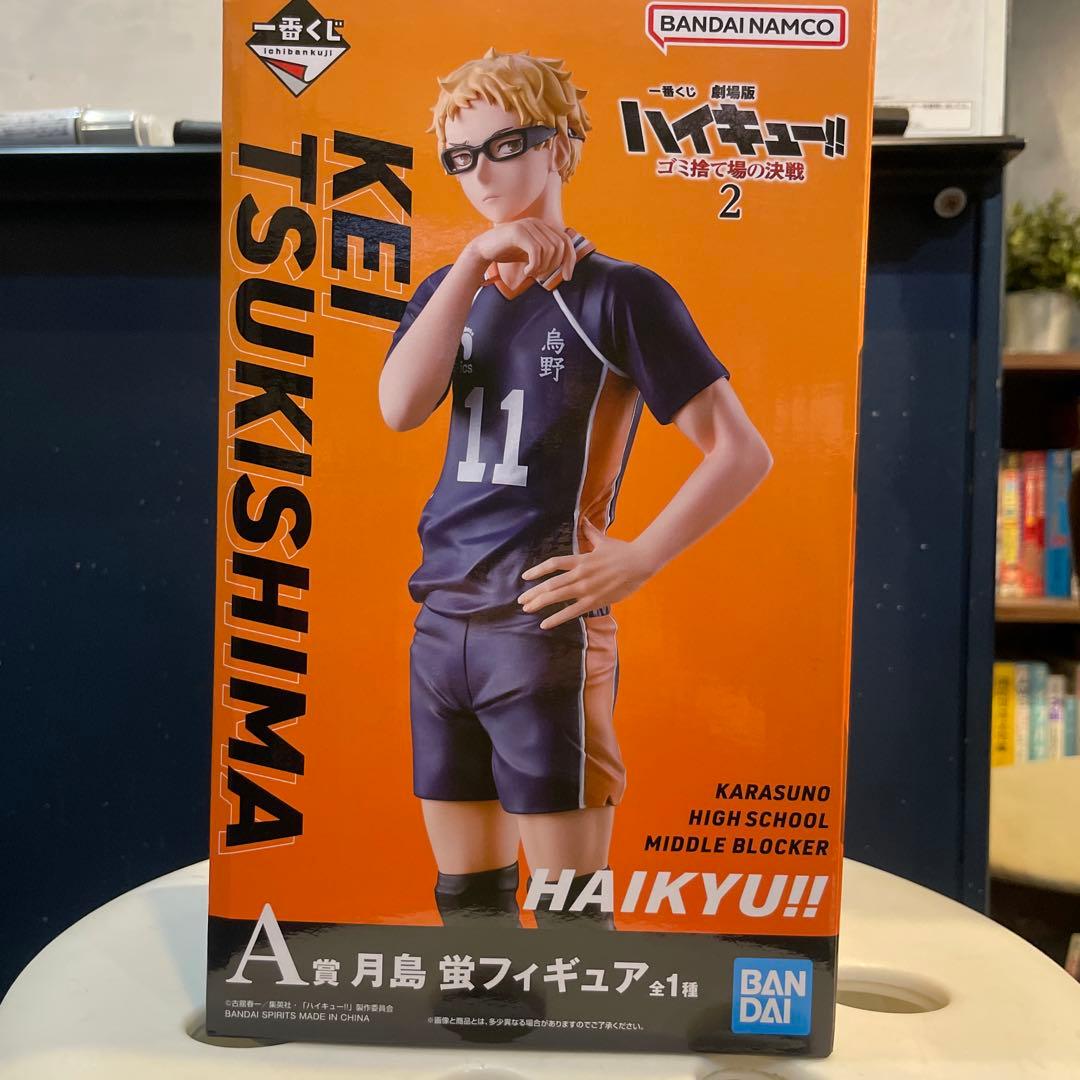 一番くじ
ichibankuji
BANDAI NAMCO
一番くじ 劇場版
ハイキュー!!
ゴミ捨て場の決戦
2
KEI
TSUKISHIMA
烏野
11
KARASUNO
HIGH SCHOOL
MIDDLE BLOCKER
HAIKYU!!
A賞 月島 蛍フィギュア 全1種
©古舘春一/集英社・「ハイキュー!!」製作委員会
BANDAI SPIRITS MADE IN CHINA
※画像と商品とは、多少異なる場合がありますのでご了承ください。
BAN
DAI